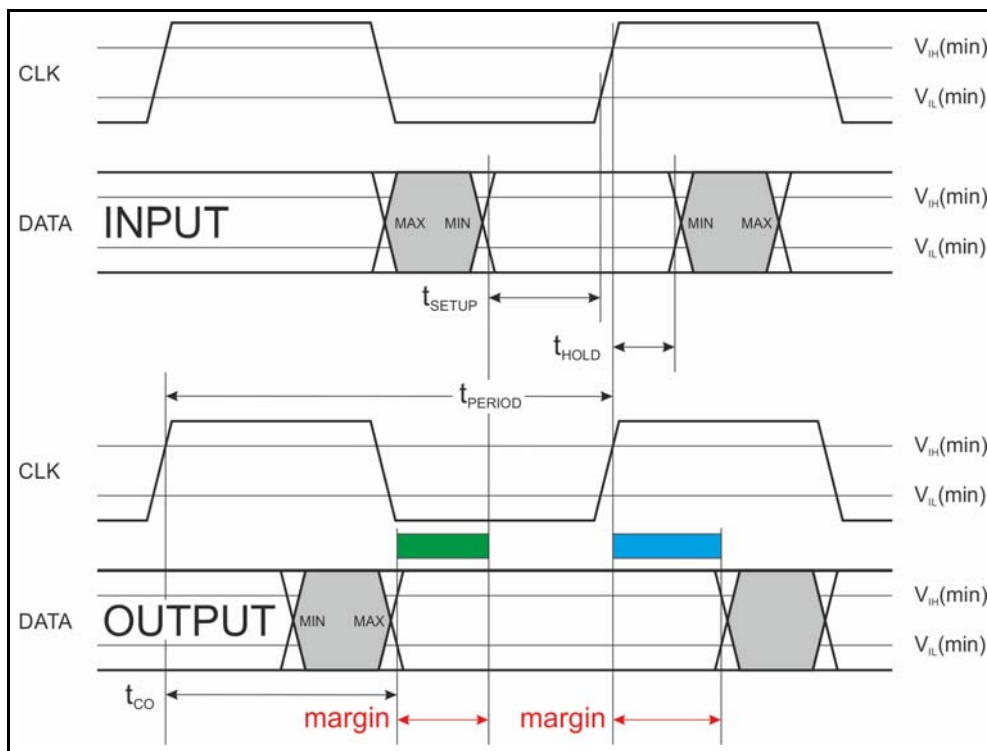 V_IH(min)
CLK
V_IL(min)
V_IH(min)
DATA INPUT MAX MIN MIN MAX
V_IL(min)
t_SETUP
t_HOLD
t_PERIOD
V_IH(min)
CLK
V_IL(min)
V_IH(min)
DATA OUTPUT MIN MAX
V_IL(min)
t_CO
margin margin